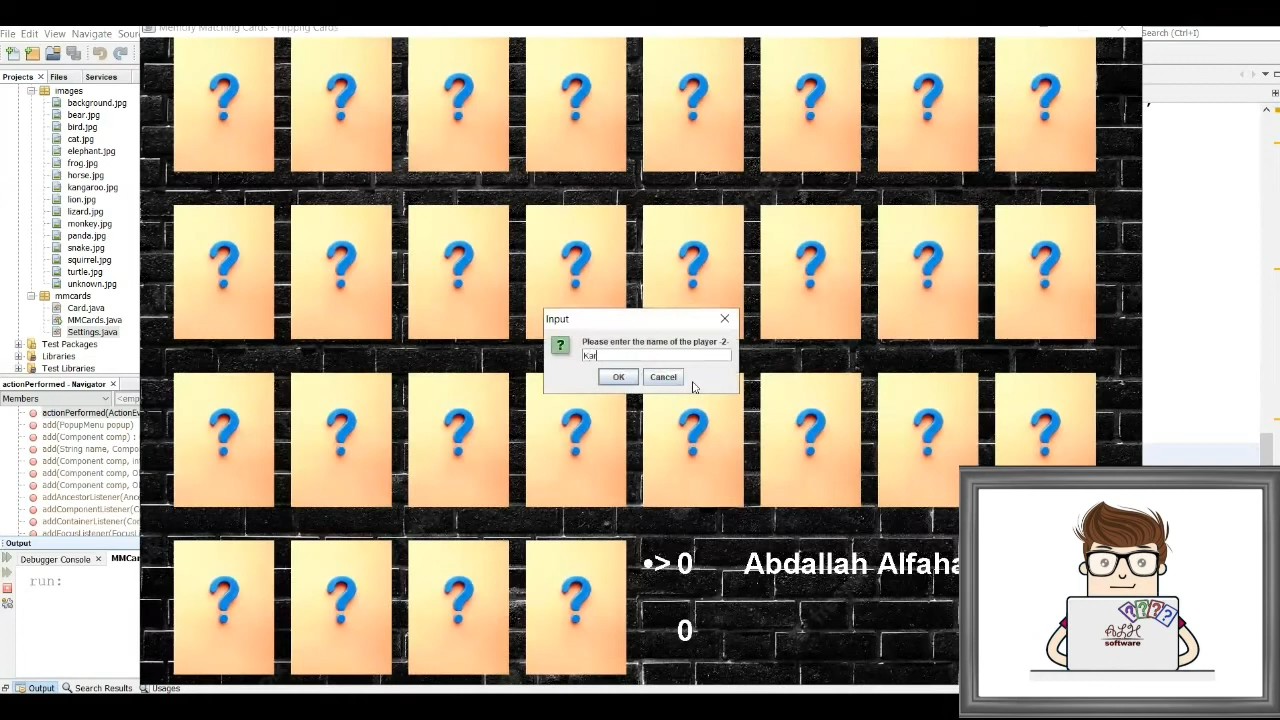 Memory Matching Cards - Flipping Cards
File Edit View Navigate Sour
Search (Ctrl+I)
Services
images
background.jpg
bear.jpg
bird.jpg
cat.jpg
elephant.jpg
frog.jpg
horse.jpg
kangaroo.jpg
lion.jpg
lizard.jpg
monkey.jpg
panda.jpg
snake.jpg
squirrel.jpg
turtle.jpg
unknown.jpg
mmcards
Card.java
MMCards.java
Settings.java
Test Packages
Libraries
Test Libraries
actionPerformed - Navigator
Members
actionPerformed(ActionEv
add(PopupMenu popup)
add(Component comp) :
add(String name, Compo
add(Component comp, in
add(Component comp, O
add(Component comp, O
addAncestorListener(Ance
addComponentListener(C
addContainerListener(Co
addFocusListener(Focusl
Output
Debugger Console
MMCar
run:
Output
Search Results
Usages
Input
Please enter the name of the player -2-
Kar
OK
Cancel
•> 0
Abdallah Alfaha
0
ALH
software